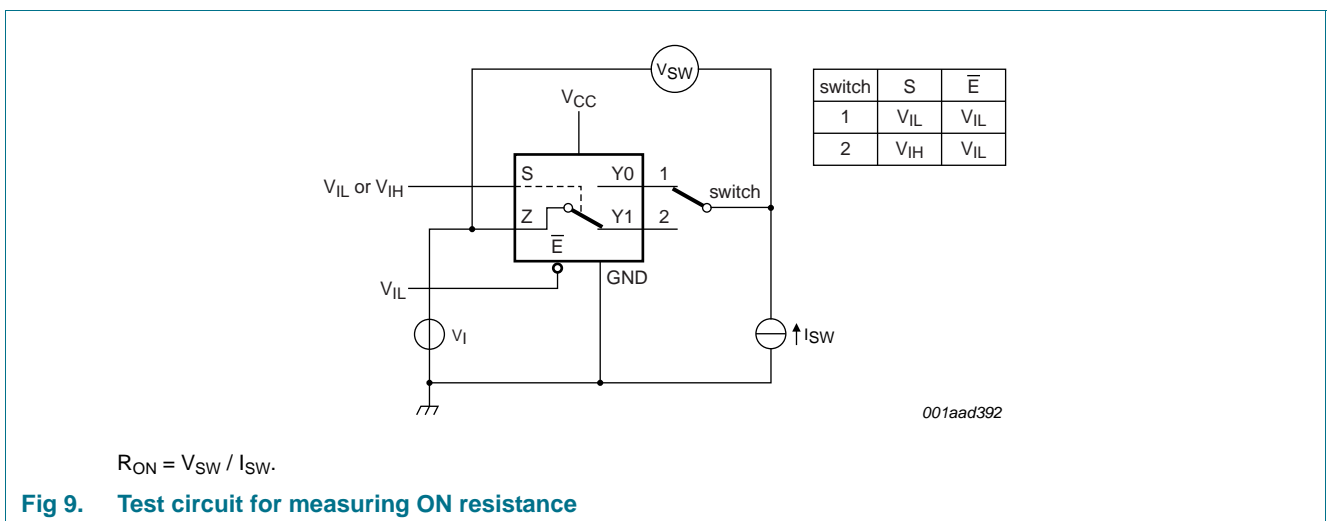 VSW
VCC
switch S E̅
1 VIL VIL
2 VIH VIL
S Y0 1
VIL or VIH
switch
Z Y1 2
E̅
GND
VIL
VI
ISW
001aad392
RON = VSW / ISW.
Fig 9. Test circuit for measuring ON resistance